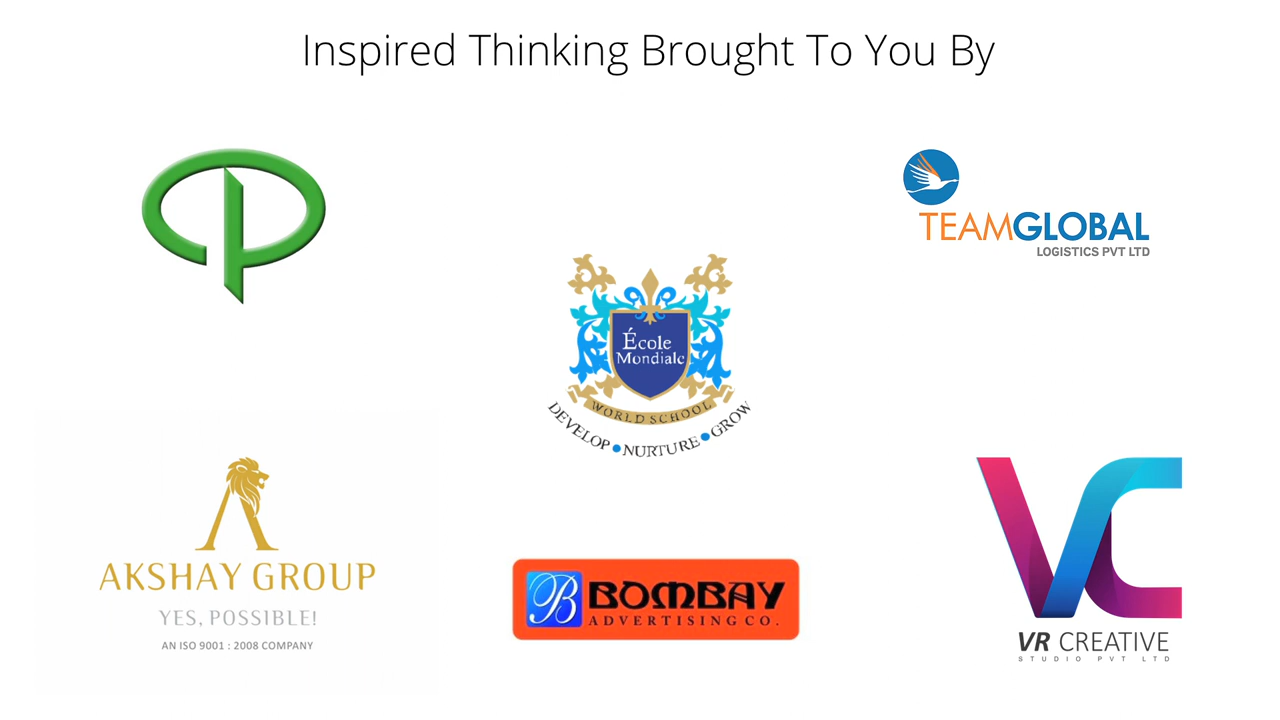 Inspired Thinking Brought To You By
TEAMGLOBAL
LOGISTICS PVT LTD
École
Mondiale
WORLD SCHOOL
DEVELOP • NURTURE • GROW
AKSHAY GROUP
YES, POSSIBLE!
AN ISO 9001 : 2008 COMPANY
B BOMBAY
ADVERTISING CO.
VC
VR CREATIVE
STUDIO PVT LTD